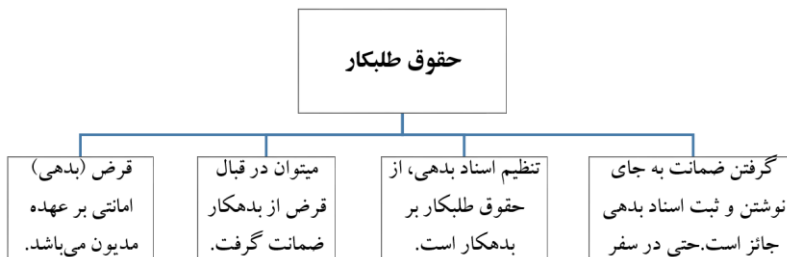 حقوق طلبکار
گرفتن ضمانت به جای
نوشتن و ثبت اسناد بدهی
جائز است.حتی در سفر
تنظیم اسناد بدهی، از
حقوق طلبکار بر
بدهکار است.
میتوان در قبال
قرض از بدهکار
ضمانت گرفت.
قرض (بدهی)
امانتی بر عهده
مدیون می‌باشد.